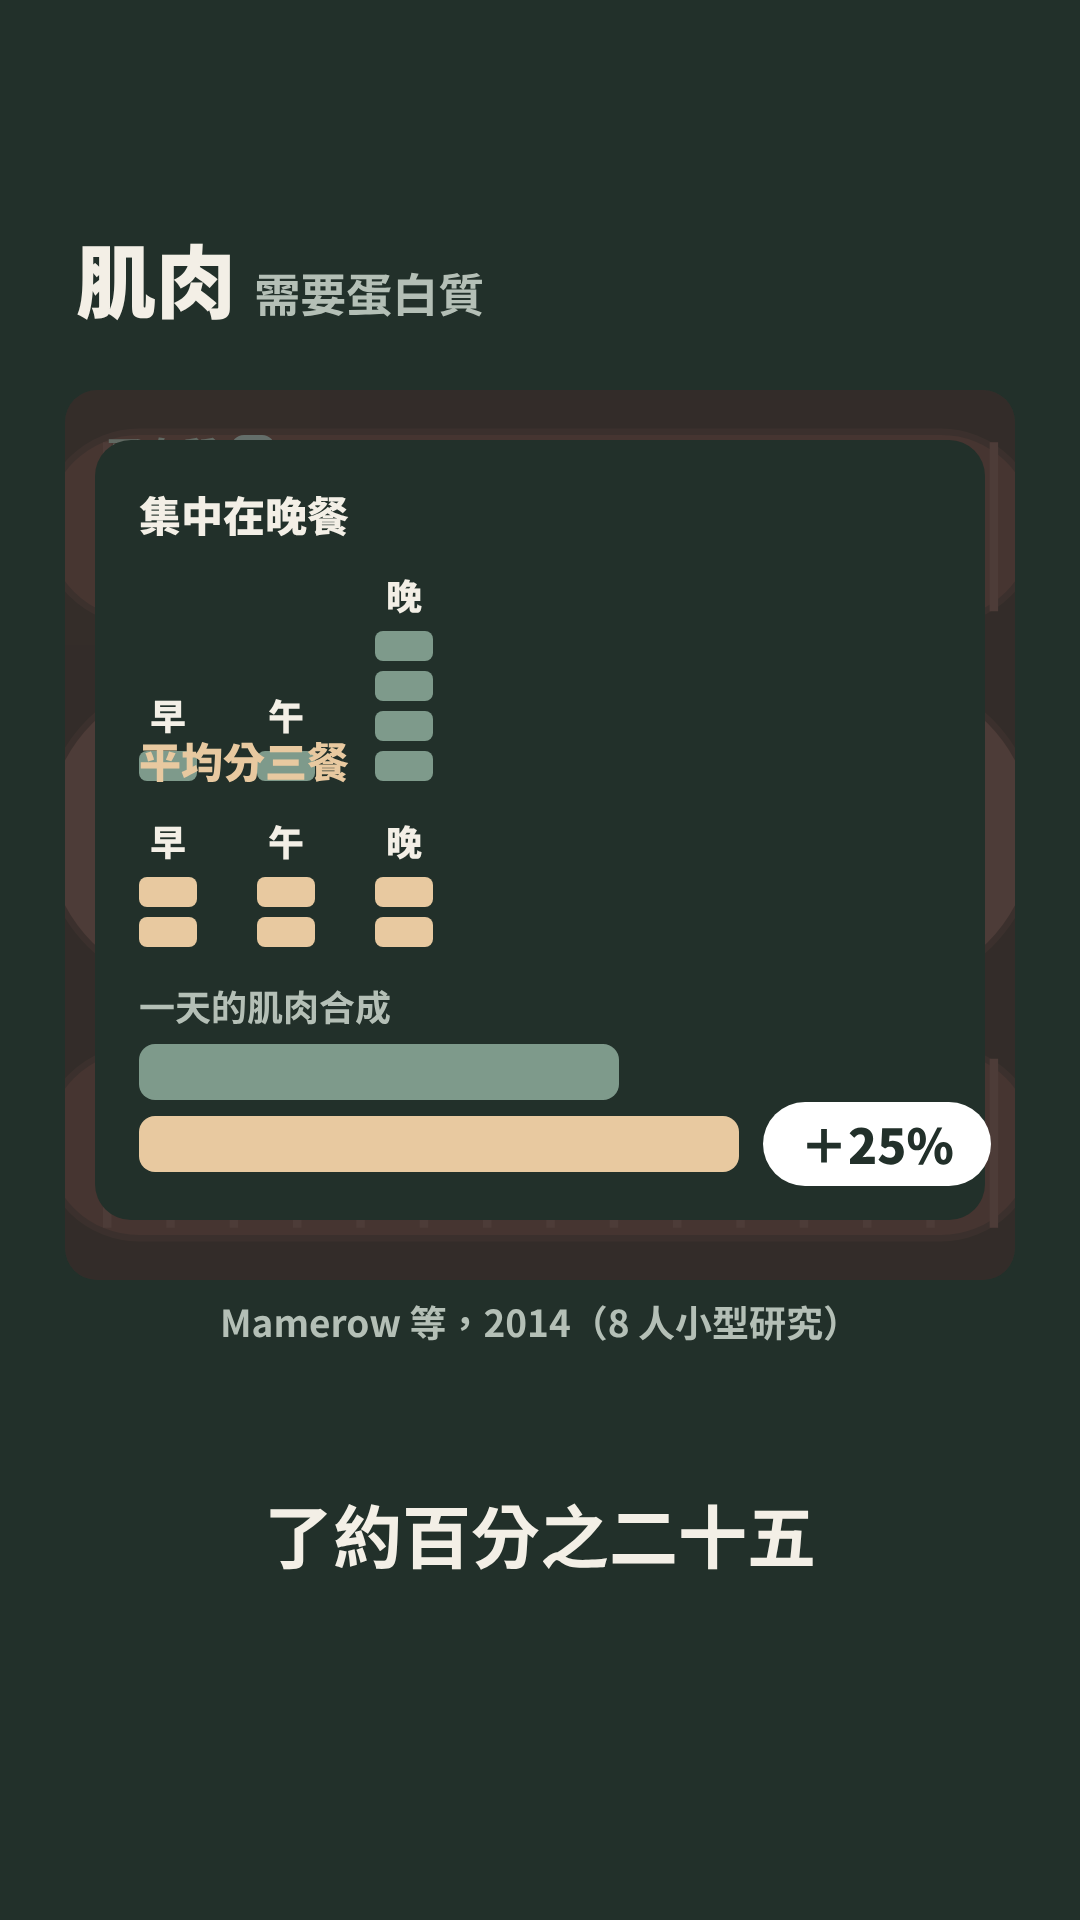 肌肉 需要蛋白質
集中在晚餐
晚
早 午
平均分三餐
早 午 晚
一天的肌肉合成
＋25%
Mamerow 等，2014（8 人小型研究）
了約百分之二十五